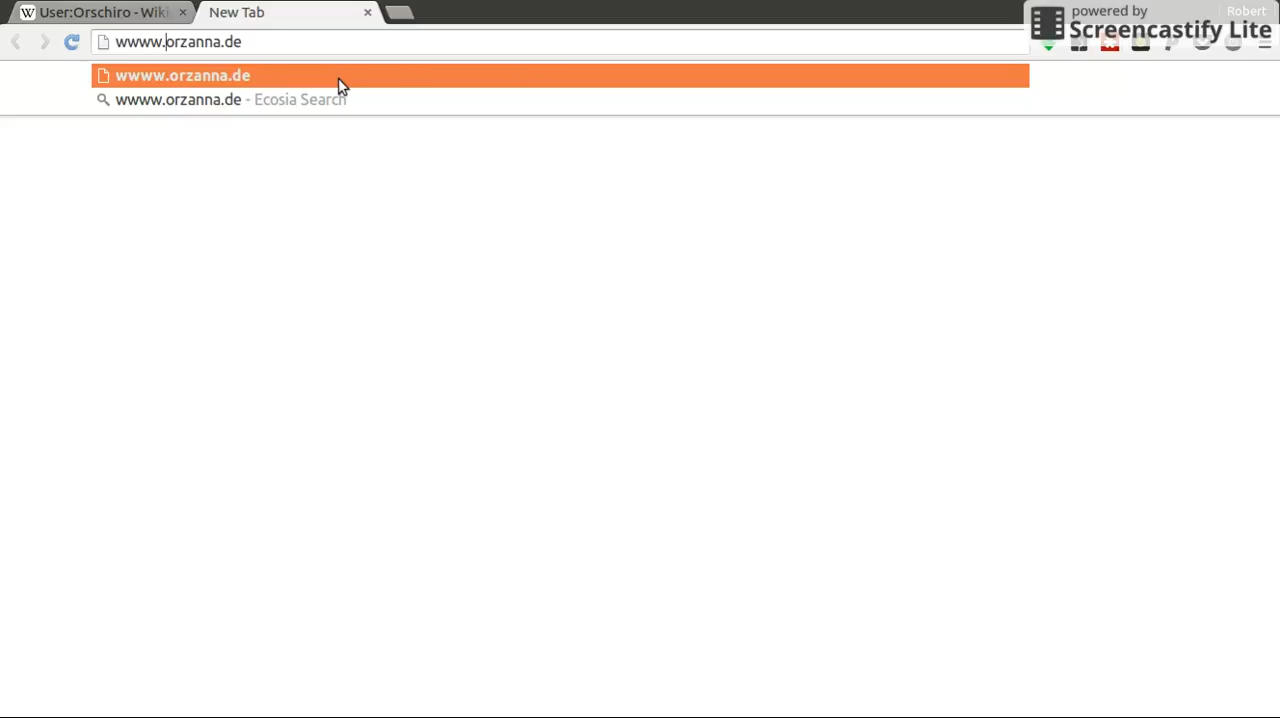 User:Orschiro - Wiki
New Tab
powered by
Robert
Screencastify Lite
wwww.orzanna.de
wwww.orzanna.de
wwww.orzanna.de - Ecosia Search